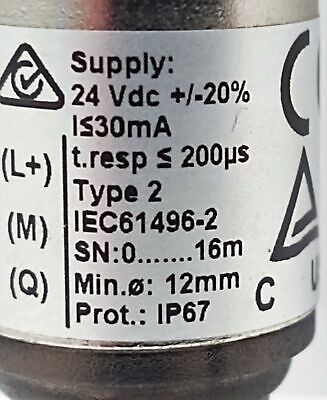 Supply:
24 Vdc +/-20%
I≤30mA
(L+) t.resp ≤ 200µs
Type 2
(M) IEC61496-2
SN:0.......16m
(Q) Min.ø: 12mm
Prot.: IP67
C